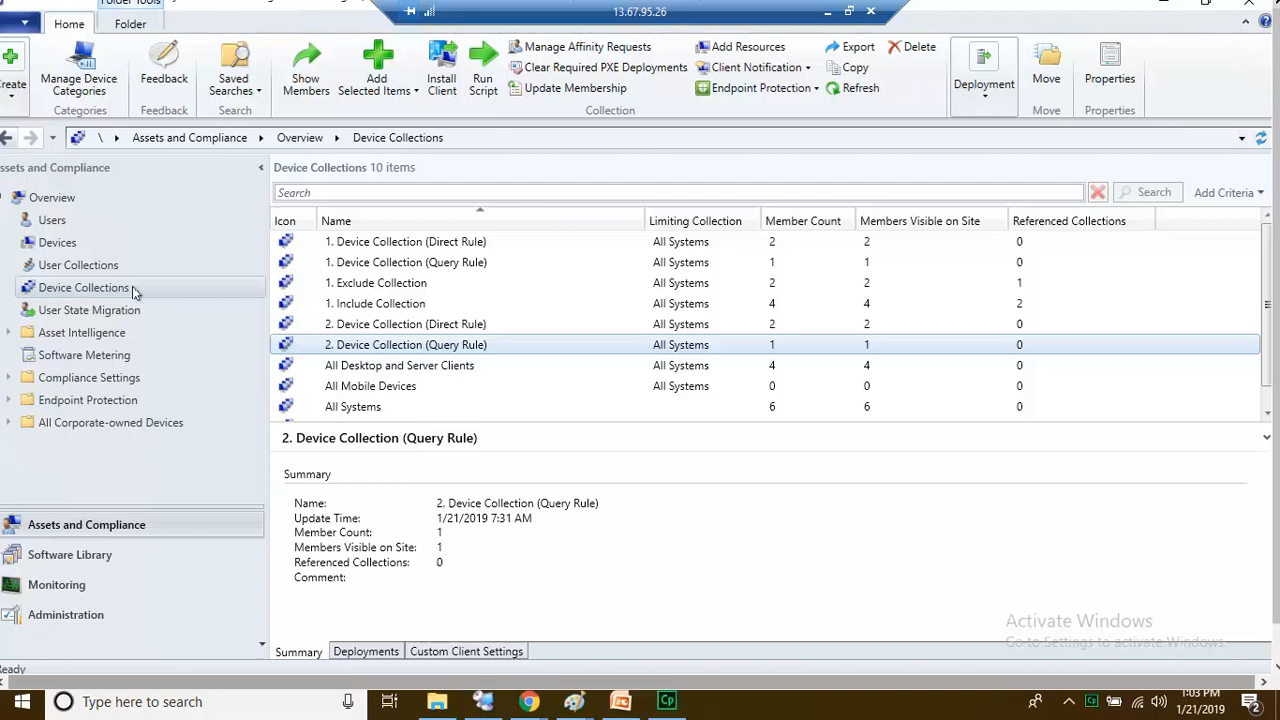 Folder Tools
13.67.95.26
Home
Folder
Create
Manage Device Categories
Categories
Feedback
Feedback
Saved Searches
Search
Show Members
Add Selected Items
Install Client
Run Script
Manage Affinity Requests
Clear Required PXE Deployments
Update Membership
Add Resources
Client Notification
Endpoint Protection
Export
Copy
Refresh
Delete
Collection
Deployment
Move
Move
Properties
Properties
\ Assets and Compliance Overview Device Collections
ssets and Compliance
Overview
Users
Devices
User Collections
Device Collections
User State Migration
Asset Intelligence
Software Metering
Compliance Settings
Endpoint Protection
All Corporate-owned Devices
Assets and Compliance
Software Library
Monitoring
Administration
Device Collections 10 items
Search Search Add Criteria
Icon Name Limiting Collection Member Count Members Visible on Site Referenced Collections
1. Device Collection (Direct Rule) All Systems 2 2 0
1. Device Collection (Query Rule) All Systems 1 1 0
1. Exclude Collection All Systems 2 2 1
1. Include Collection All Systems 4 4 2
2. Device Collection (Direct Rule) All Systems 2 2 0
2. Device Collection (Query Rule) All Systems 1 1 0
All Desktop and Server Clients All Systems 4 4 0
All Mobile Devices All Systems 0 0 0
All Systems 6 6 0
2. Device Collection (Query Rule)
Summary
Name: 2. Device Collection (Query Rule)
Update Time: 1/21/2019 7:31 AM
Member Count: 1
Members Visible on Site: 1
Referenced Collections: 0
Comment:
Activate Windows
Go to Settings to activate Windows.
Summary Deployments Custom Client Settings
Ready
Type here to search
Cp
Cp
1:03 PM
1/21/2019
2